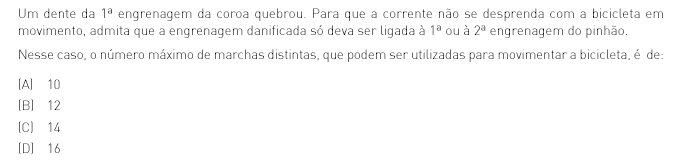 Um dente da 1ª engrenagem da coroa quebrou. Para que a corrente não se desprenda com a bicicleta em
movimento, admita que a engrenagem danificada só deva ser ligada à 1ª ou à 2ª engrenagem do pinhão.
Nesse caso, o número máximo de marchas distintas, que podem ser utilizadas para movimentar a bicicleta, é de:
[A] 10
[B] 12
[C] 14
[D] 16